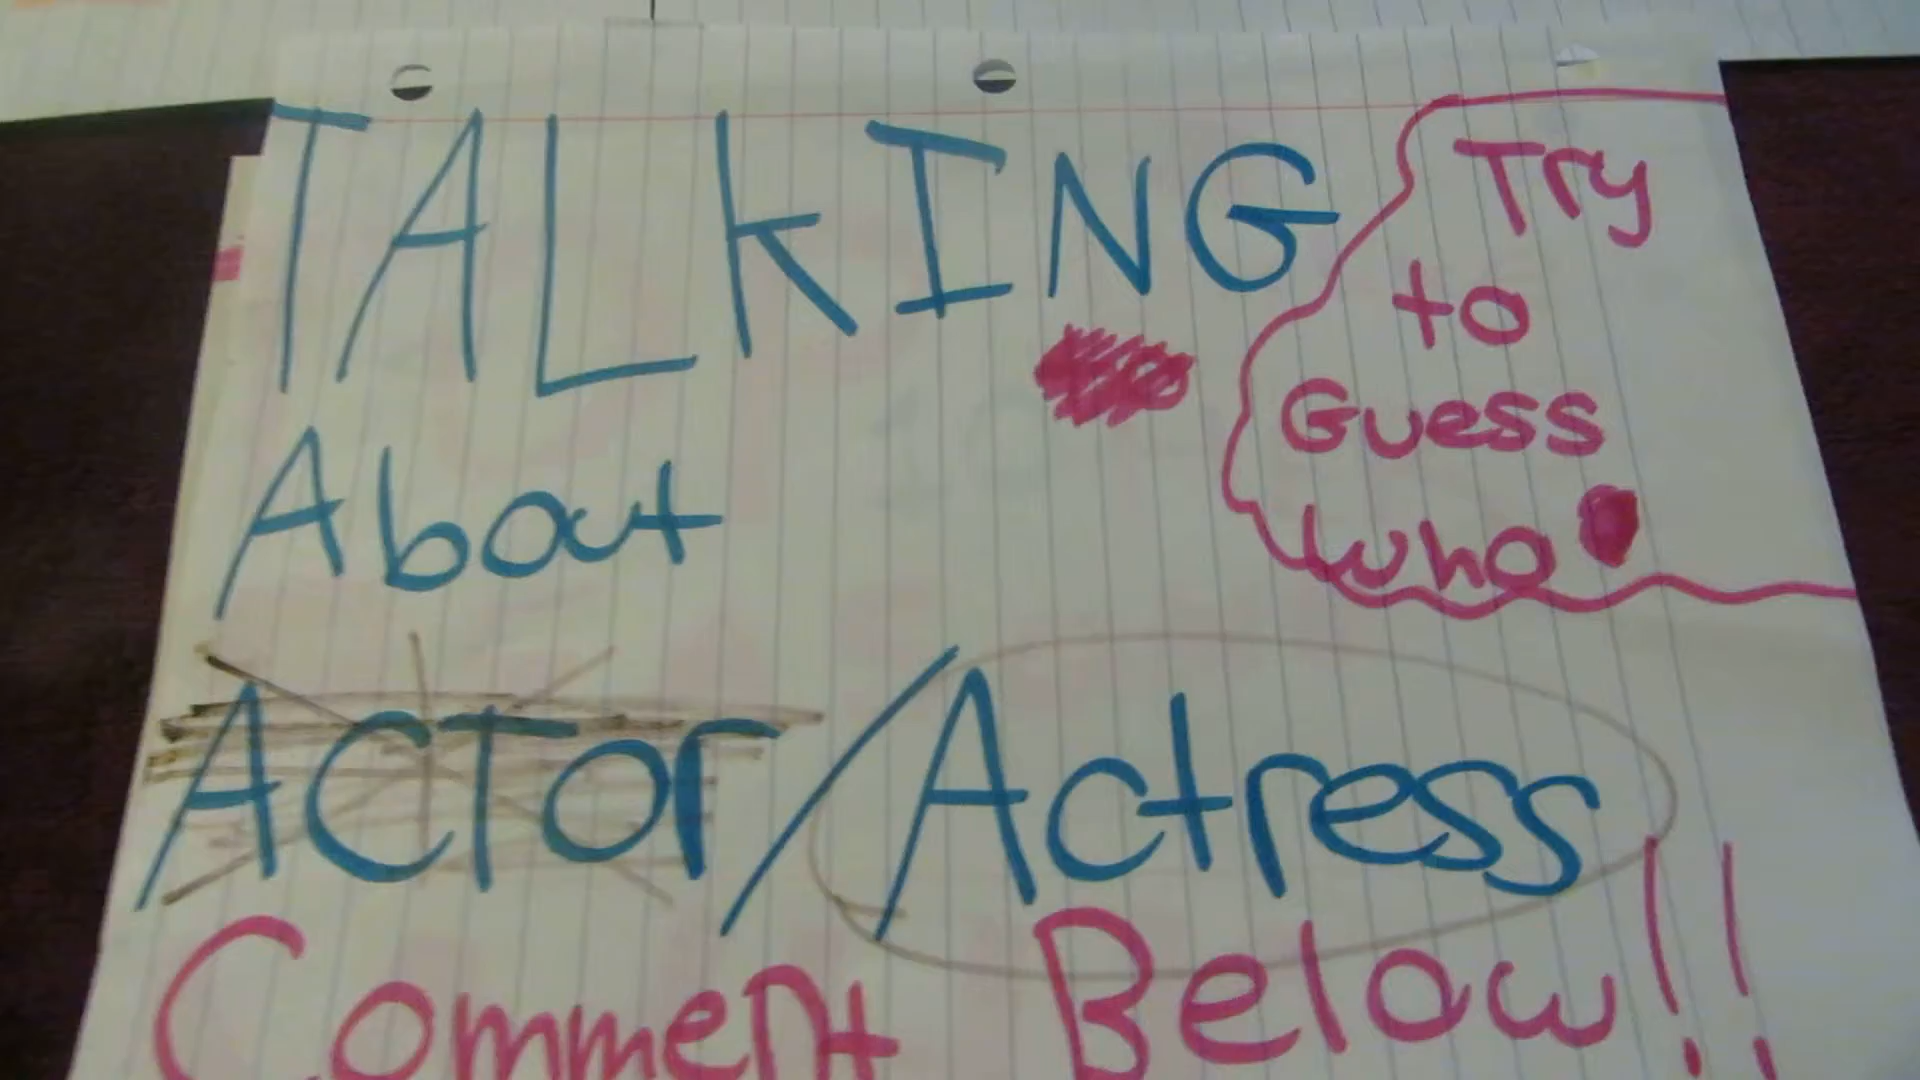 TALKING
About
ACTor/Actress
Comment Below!!
Try
to
Guess
who